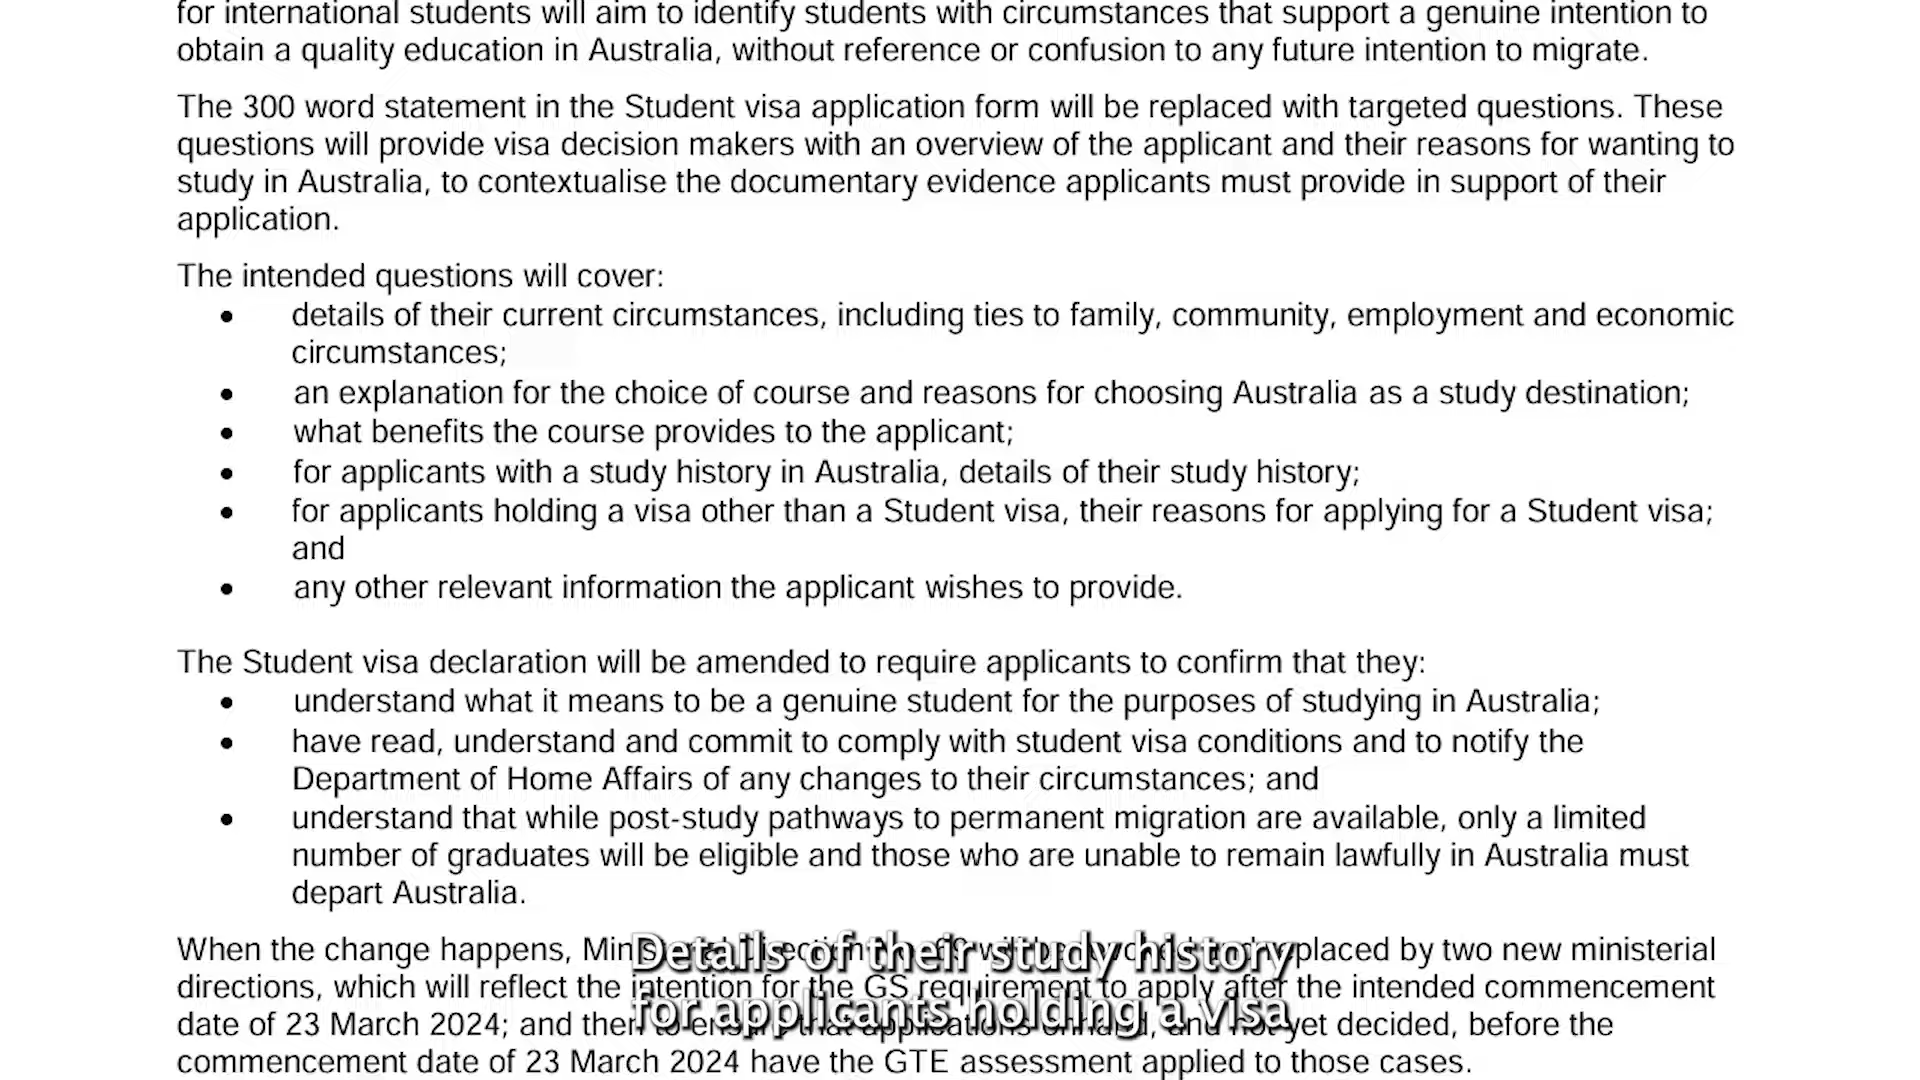 for international students will aim to identify students with circumstances that support a genuine intention to
obtain a quality education in Australia, without reference or confusion to any future intention to migrate.
The 300 word statement in the Student visa application form will be replaced with targeted questions. These
questions will provide visa decision makers with an overview of the applicant and their reasons for wanting to
study in Australia, to contextualise the documentary evidence applicants must provide in support of their
application.
The intended questions will cover:
• details of their current circumstances, including ties to family, community, employment and economic
circumstances;
• an explanation for the choice of course and reasons for choosing Australia as a study destination;
• what benefits the course provides to the applicant;
• for applicants with a study history in Australia, details of their study history;
• for applicants holding a visa other than a Student visa, their reasons for applying for a Student visa;
and
• any other relevant information the applicant wishes to provide.
The Student visa declaration will be amended to require applicants to confirm that they:
• understand what it means to be a genuine student for the purposes of studying in Australia;
• have read, understand and commit to comply with student visa conditions and to notify the
Department of Home Affairs of any changes to their circumstances; and
• understand that while post-study pathways to permanent migration are available, only a limited
number of graduates will be eligible and those who are unable to remain lawfully in Australia must
depart Australia.
When the change happens, will be replaced by two new ministerial
directions, which will reflect the intention for the GS requirement to apply after the intended commencement
date of 23 March 2024; and then applications yet decided, before the
commencement date of 23 March 2024 have the GTE assessment applied to those cases.
Details of their study history
for applicants holding a visa